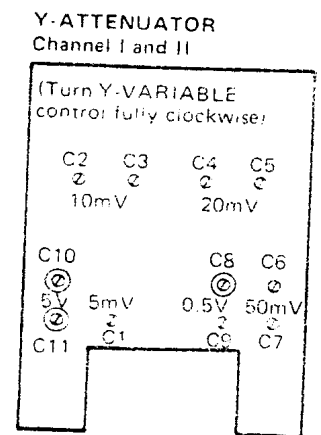 Y-ATTENUATOR
Channel I and II
(Turn Y-VARIABLE
control fully clockwise)
C2 C3 C4 C5
10mV 20mV
C10 C8 C6
5V 5mV 0.5V 50mV
C11 C1 C9 C7